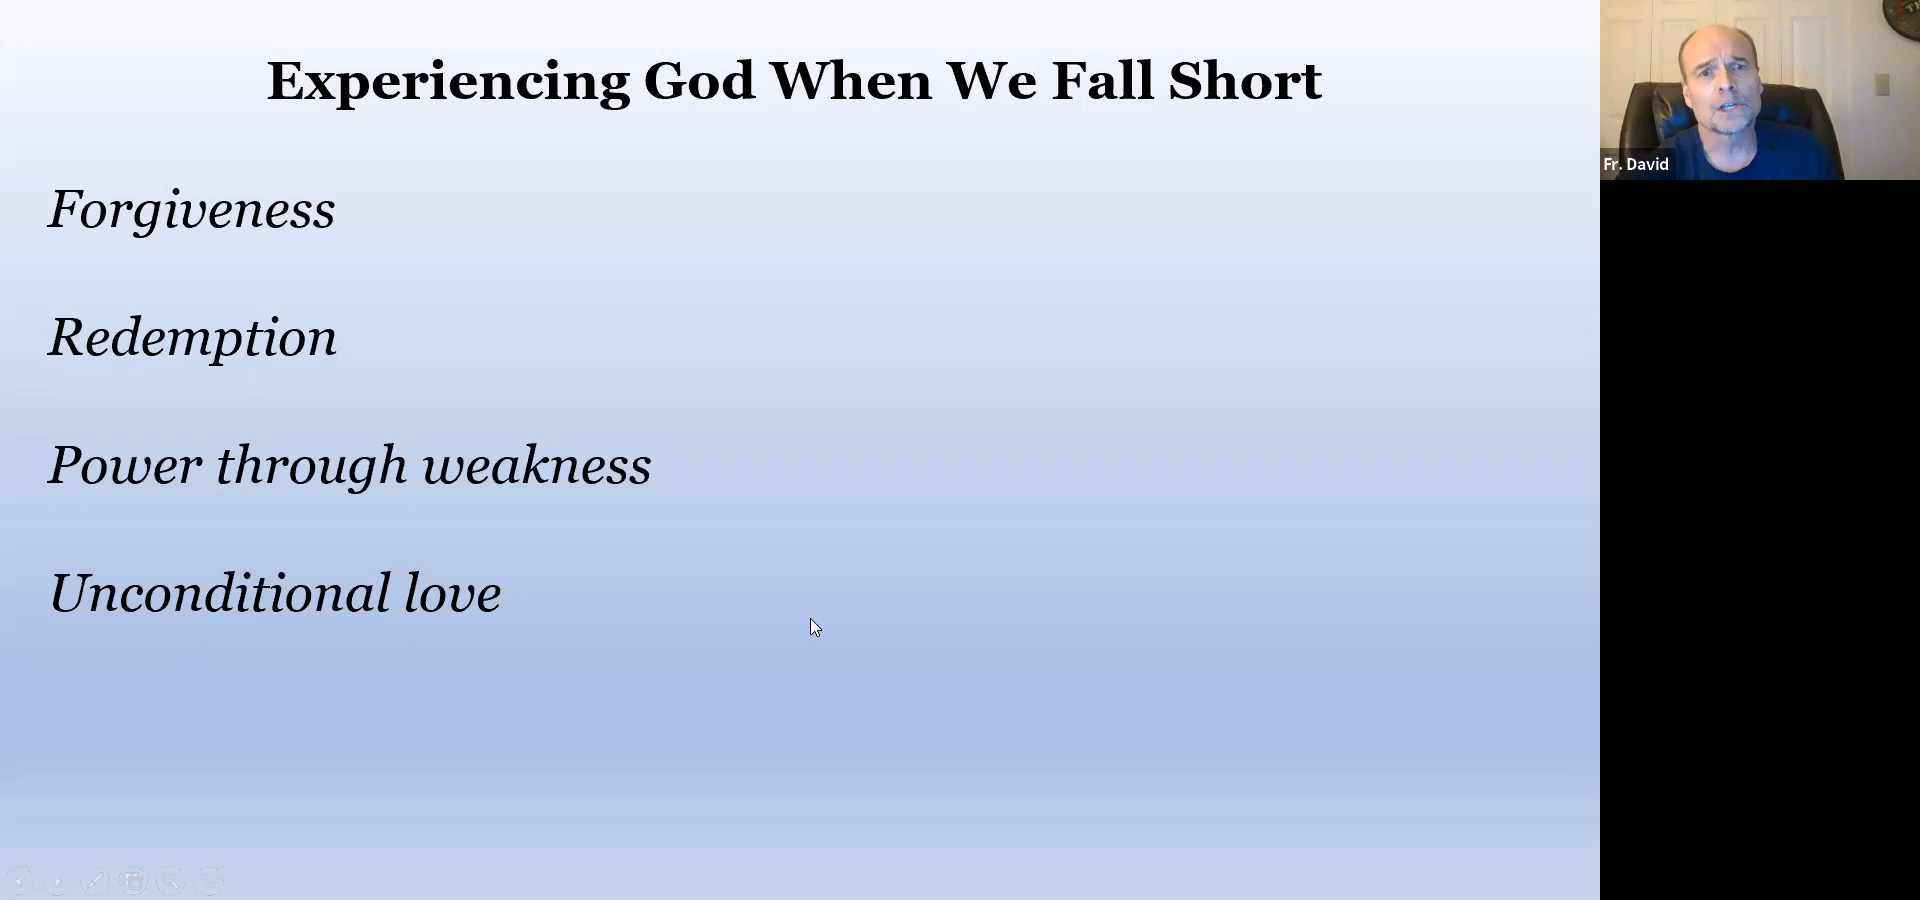 Experiencing God When We Fall Short
Forgiveness
Redemption
Power through weakness
Unconditional love
Fr. David